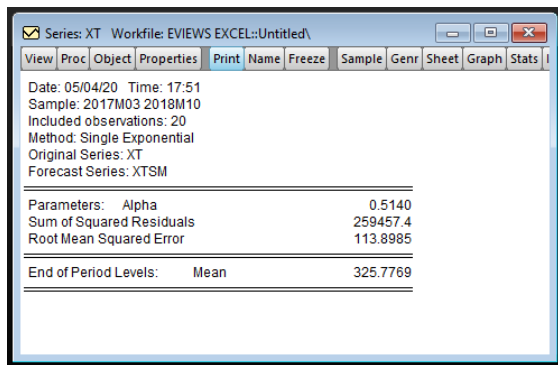 Series: XT Workfile: EVIEWS EXCEL::Untitled\
View Proc Object Properties Print Name Freeze Sample Genr Sheet Graph Stats
Date: 05/04/20 Time: 17:51
Sample: 2017M03 2018M10
Included observations: 20
Method: Single Exponential
Original Series: XT
Forecast Series: XTSM
Parameters: Alpha 0.5140
Sum of Squared Residuals 259457.4
Root Mean Squared Error 113.8985
End of Period Levels: Mean 325.7769